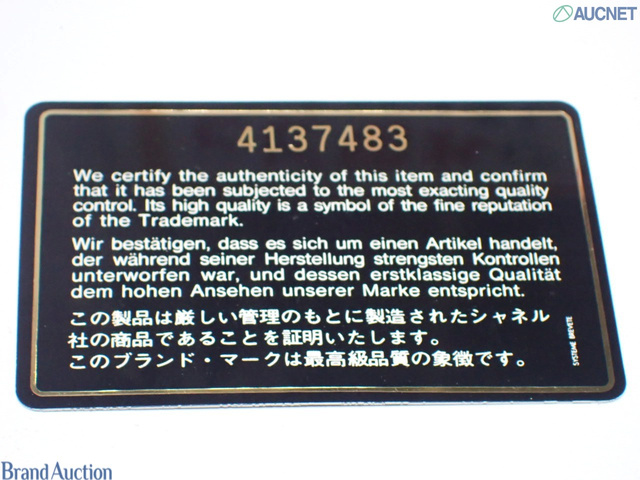 AUCNET
4137483
We certify the authenticity of this item and confirm
that it has been subjected to the most exacting quality
control. Its high quality is a symbol of the fine reputation
of the Trademark.
Wir bestätigen, dass es sich um einen Artikel handelt,
der während seiner Herstellung strengsten Kontrollen
unterworfen war, und dessen erstklassige Qualität
dem hohen Ansehen unserer Marke entspricht.
この製品は厳しい管理のもとに製造されたシャネル
社の商品であることを証明いたします。
このブランド・マークは最高級品質の象徴です。
SYSTEME BREVETE
Brand Auction